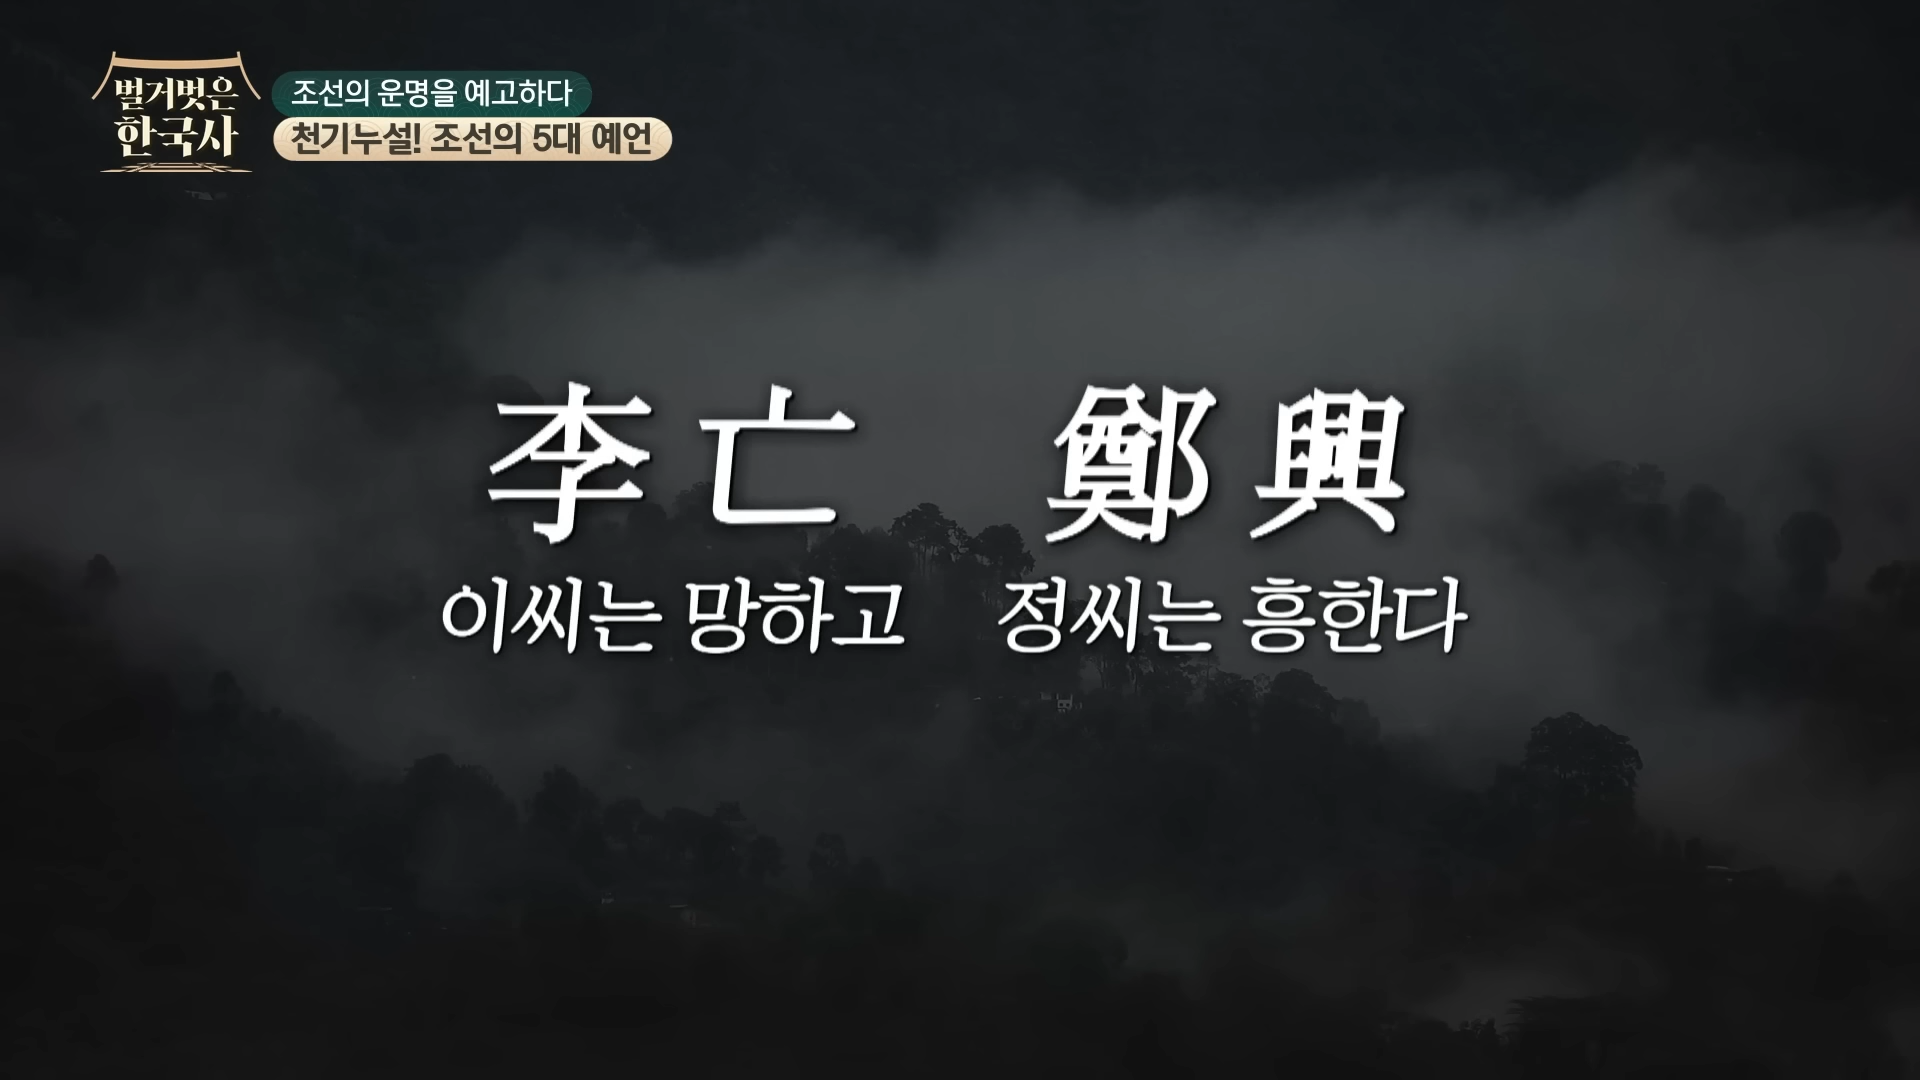 벌거벗은
한국사
조선의 운명을 예고하다
천기누설! 조선의 5대 예언
李亡 鄭興
이씨는 망하고 정씨는 흥한다